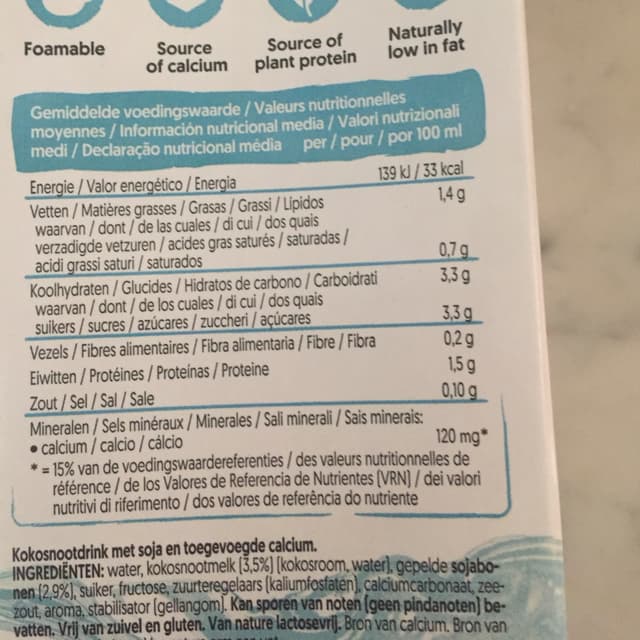 Foamable
Source
of calcium
Source of
plant protein
Naturally
low in fat
Gemiddelde voedingswaarde / Valeurs nutritionnelles
moyennes / Información nutricional media / Valori nutrizionali
medi / Declaração nutricional média per / pour / por 100 ml
Energie / Valor energético / Energia 139 kJ / 33 kcal
Vetten / Matières grasses / Grasas / Grassi / Lípidos 1,4 g
waarvan / dont / de las cuales / di cui / dos quais
verzadigde vetzuren / acides gras saturés / saturadas /
acidi grassi saturi / saturados 0,7 g
Koolhydraten / Glucides / Hidratos de carbono / Carboidrati 3,3 g
waarvan / dont / de los cuales / di cui / dos quais
suikers / sucres / azúcares / zuccheri / açúcares 3,3 g
Vezels / Fibres alimentaires / Fibra alimentaria / Fibre / Fibra 0,2 g
Eiwitten / Protéines / Proteínas / Proteine 1,5 g
Zout / Sel / Sal / Sale 0,10 g
Mineralen / Sels minéraux / Minerales / Sali minerali / Sais minerais:
• calcium / calcio / cálcio 120 mg*
* = 15% van de voedingswaardereferenties / des valeurs nutritionnelles de
référence / de los Valores de Referencia de Nutrientes (VRN) / dei valori
nutritivi di riferimento / dos valores de referência do nutriente
Kokosnootdrink met soja en toegevoegde calcium.
INGREDIËNTEN: water, kokosnootmelk (3,5%) (kokosroom, water), gepelde sojabo-
nen (2,9%), suiker, fructose, zuurteregelaars (kaliumfosfaten), calciumcarbonaat, zee-
zout, aroma, stabilisator (gellangom). Kan sporen van noten (geen pindanoten) be-
vatten. Vrij van zuivel en gluten. Van nature lactosevrij. Bron van calcium. Bron van